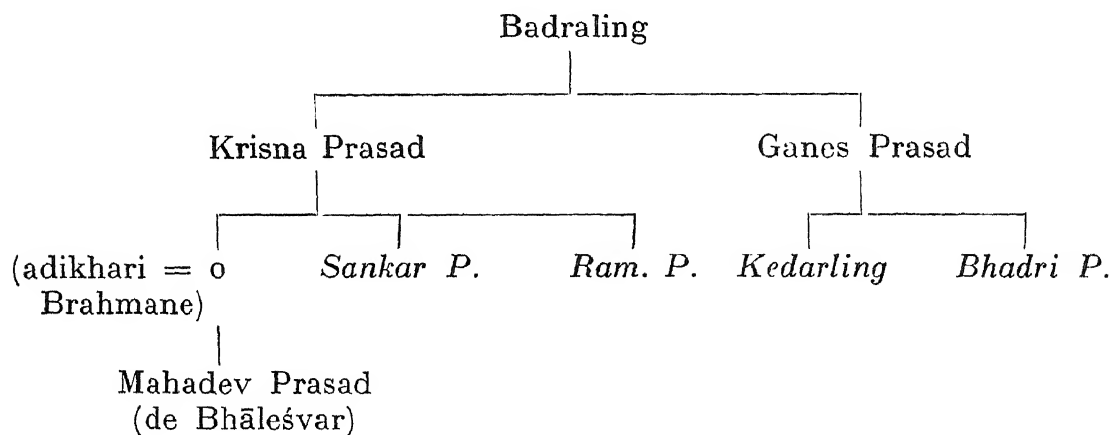 Badraling
Krisna Prasad Ganes Prasad
(adikhari = o Sankar P. Ram. P. Kedarling Bhadri P.
Brahmane)
Mahadev Prasad
(de Bhāleśvar)